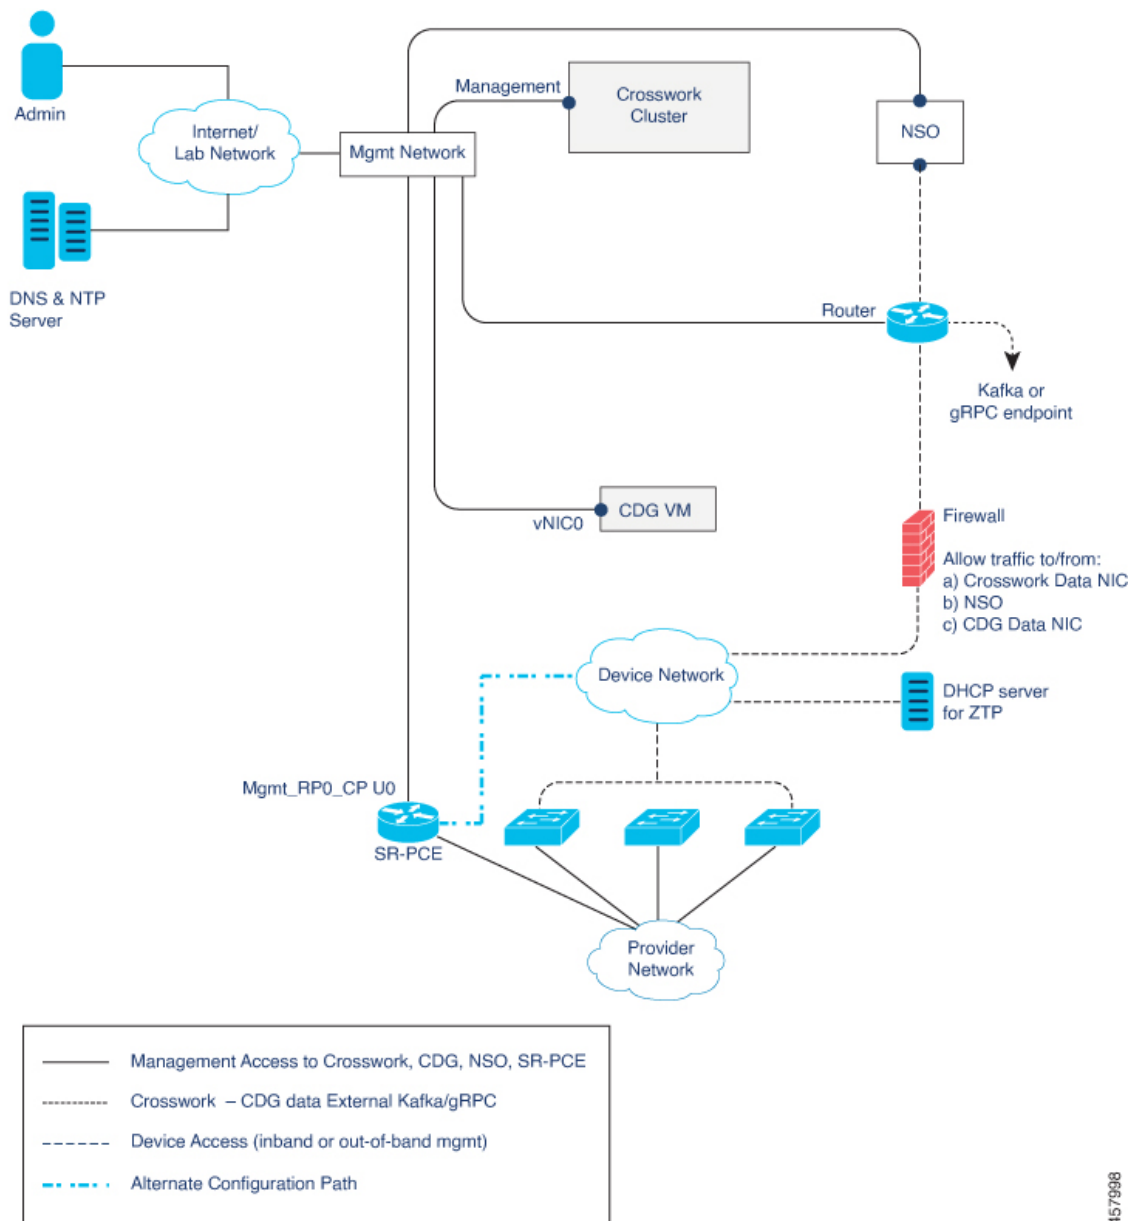 Admin
Internet/
Lab Network
Mgmt Network
Management
Crosswork
Cluster
NSO
DNS & NTP
Server
Router
Kafka or
gRPC endpoint
vNIC0
CDG VM
Firewall
Allow traffic to/from:
a) Crosswork Data NIC
b) NSO
c) CDG Data NIC
Device Network
DHCP server
for ZTP
Mgmt_RP0_CP U0
SR-PCE
Provider
Network
Management Access to Crosswork, CDG, NSO, SR-PCE
Crosswork – CDG data External Kafka/gRPC
Device Access (inband or out-of-band mgmt)
Alternate Configuration Path
457998